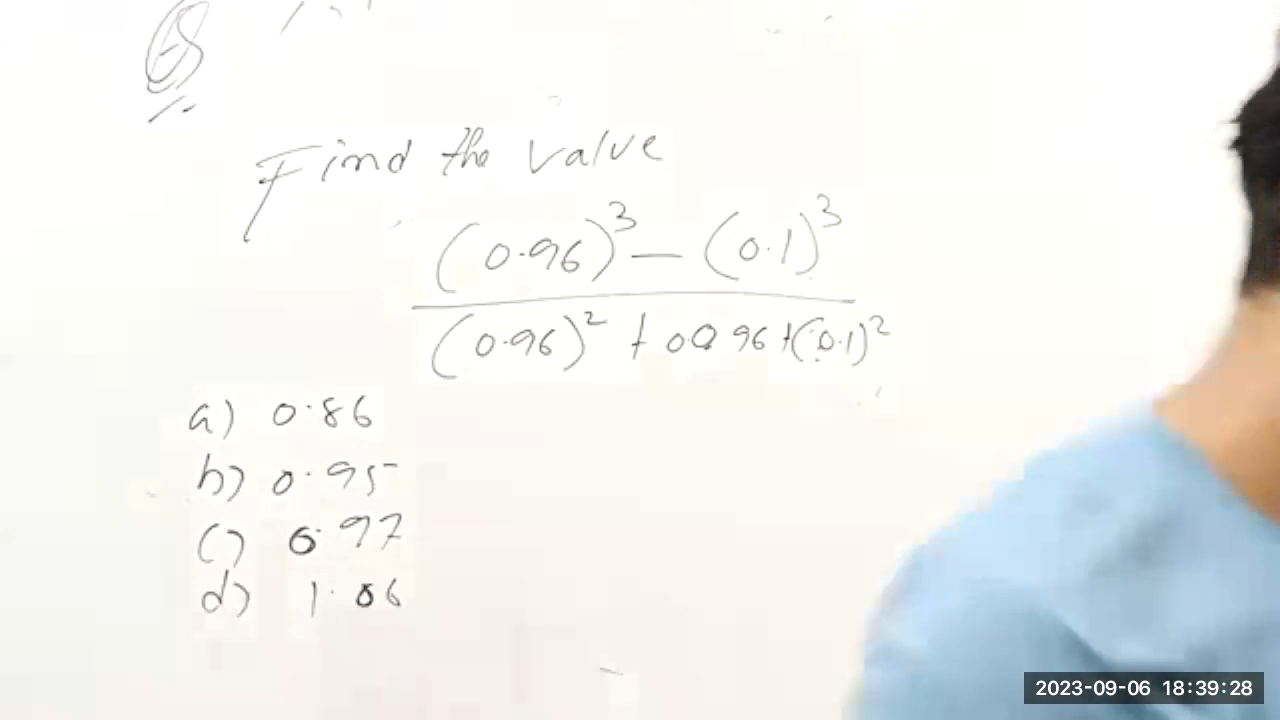 Q
Find the value
(0.96)³ — (0.1)³
(0.96)² + 0.096 + (0.1)²
a) 0.86
b) 0.95
c) 0.97
d) 1.06
2023-09-06 18:39:28